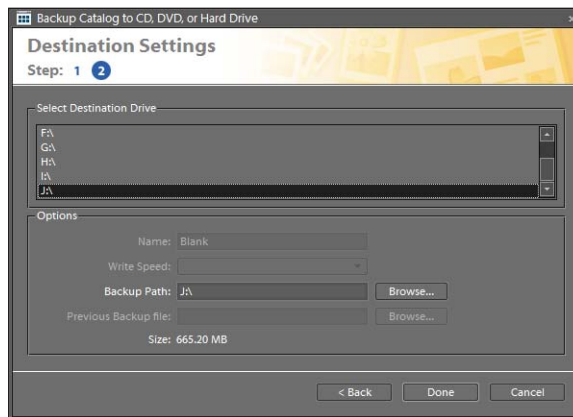 Backup Catalog to CD, DVD, or Hard Drive
Destination Settings
Step: 1 2
Select Destination Drive
F:\
G:\
H:\
I:\
J:\
Options
Name: Blank
Write Speed:
Backup Path: J:\ Browse...
Previous Backup file: Browse...
Size: 665.20 MB
< Back Done Cancel